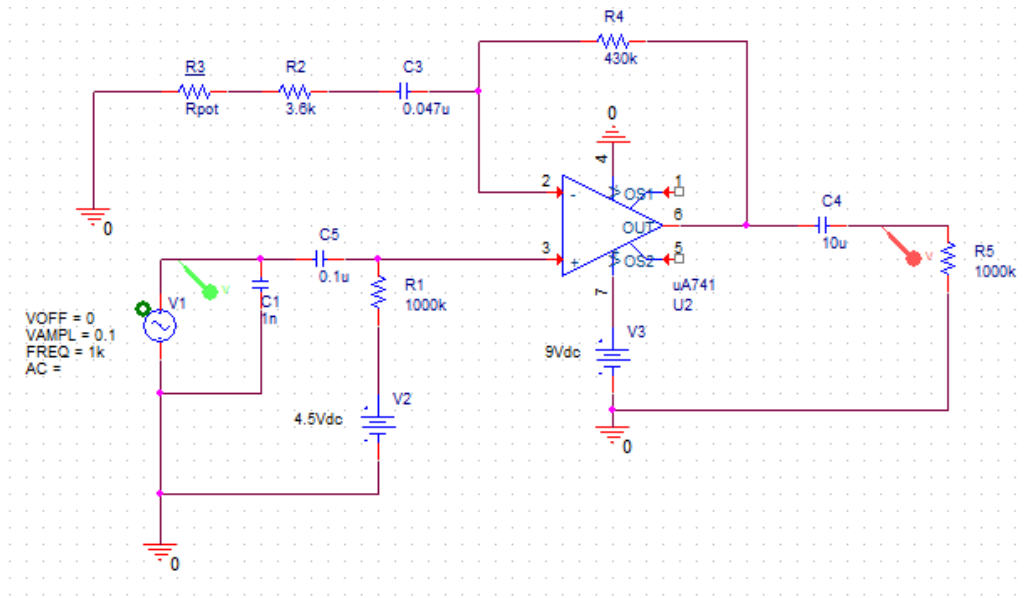 R4
430k
R3
Rpot
R2
3.6k
C3
0.047u
0
0
4
2
-
OS1
1
6
OUT
3
+
OS2
5
7
uA741
U2
C4
10u
V
R5
1000k
C5
0.1u
R1
1000k
V
C1
1n
V1
VOFF = 0
VAMPL = 0.1
FREQ = 1k
AC =
V3
9Vdc
V2
4.5Vdc
0
0